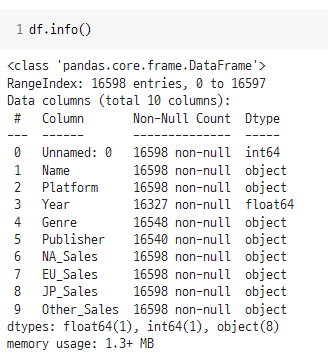 1 df.info()
<class 'pandas.core.frame.DataFrame'>
RangeIndex: 16598 entries, 0 to 16597
Data columns (total 10 columns):
 #   Column       Non-Null Count  Dtype
---  ------       --------------  -----
 0   Unnamed: 0   16598 non-null  int64
 1   Name         16598 non-null  object
 2   Platform     16598 non-null  object
 3   Year         16327 non-null  float64
 4   Genre        16548 non-null  object
 5   Publisher    16540 non-null  object
 6   NA_Sales     16598 non-null  object
 7   EU_Sales     16598 non-null  object
 8   JP_Sales     16598 non-null  object
 9   Other_Sales  16598 non-null  object
dtypes: float64(1), int64(1), object(8)
memory usage: 1.3+ MB